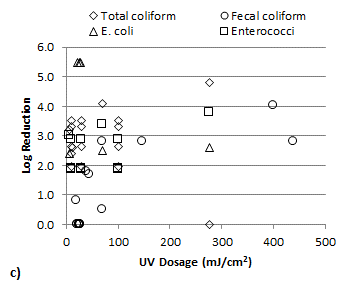 Total coliform Fecal coliform
E. coli Enterococci
6.0
5.0
4.0
3.0
2.0
1.0
0.0
Log Reduction
0 100 200 300 400 500
UV Dosage (mJ/cm²)
c)